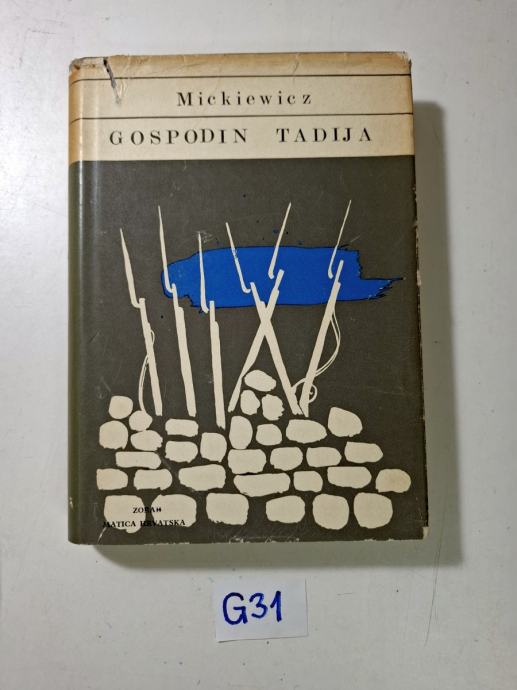 Mickiewicz
GOSPODIN TADIJA
ZORA
MATICA HRVATSKA
G31